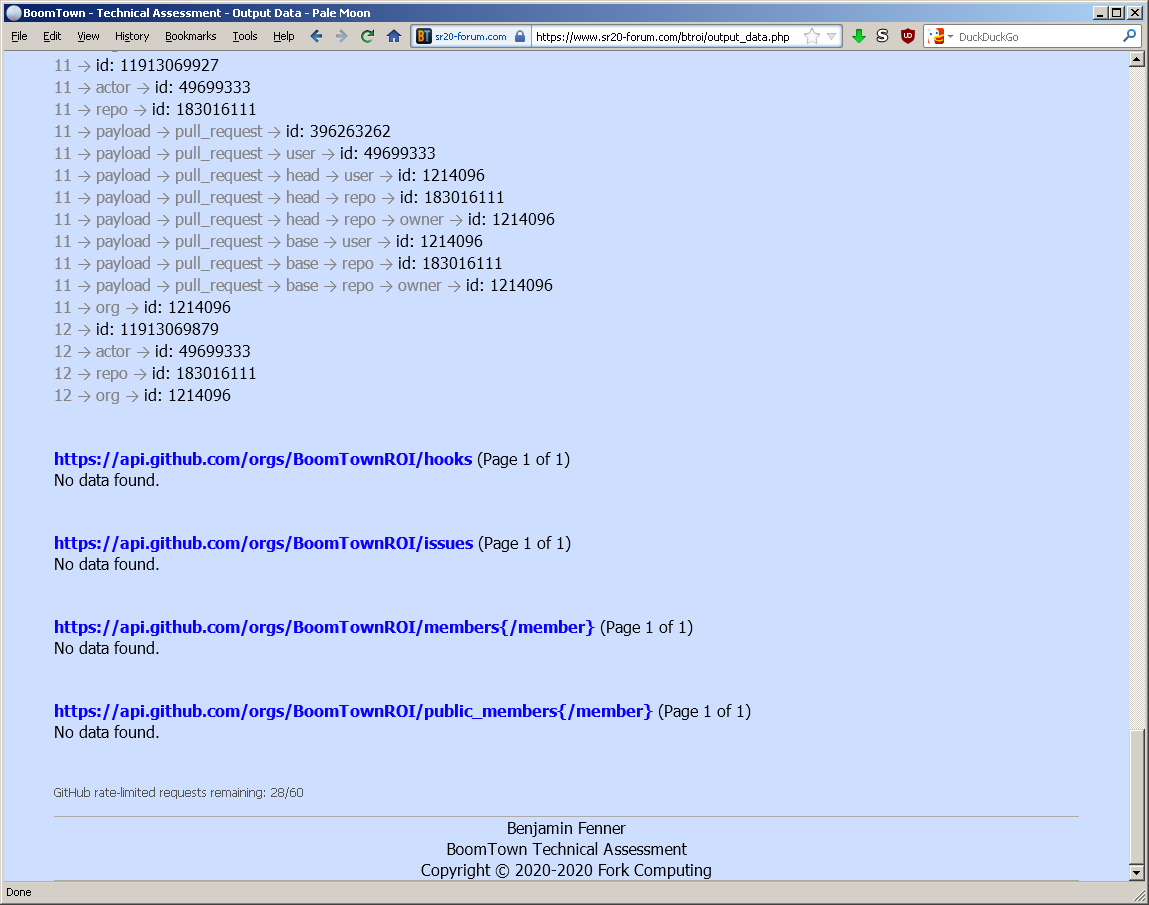 BoomTown - Technical Assessment - Output Data - Pale Moon
File Edit View History Bookmarks Tools Help
BT sr20-forum.com https://www.sr20-forum.com/btroi/output_data.php S UD DuckDuckGo
11 → id: 11913069927
11 → actor → id: 49699333
11 → repo → id: 183016111
11 → payload → pull_request → id: 396263262
11 → payload → pull_request → user → id: 49699333
11 → payload → pull_request → head → user → id: 1214096
11 → payload → pull_request → head → repo → id: 183016111
11 → payload → pull_request → head → repo → owner → id: 1214096
11 → payload → pull_request → base → user → id: 1214096
11 → payload → pull_request → base → repo → id: 183016111
11 → payload → pull_request → base → repo → owner → id: 1214096
11 → org → id: 1214096
12 → id: 11913069879
12 → actor → id: 49699333
12 → repo → id: 183016111
12 → org → id: 1214096
https://api.github.com/orgs/BoomTownROI/hooks (Page 1 of 1)
No data found.
https://api.github.com/orgs/BoomTownROI/issues (Page 1 of 1)
No data found.
https://api.github.com/orgs/BoomTownROI/members{/member} (Page 1 of 1)
No data found.
https://api.github.com/orgs/BoomTownROI/public_members{/member} (Page 1 of 1)
No data found.
GitHub rate-limited requests remaining: 28/60
Benjamin Fenner
BoomTown Technical Assessment
Copyright © 2020-2020 Fork Computing
Done